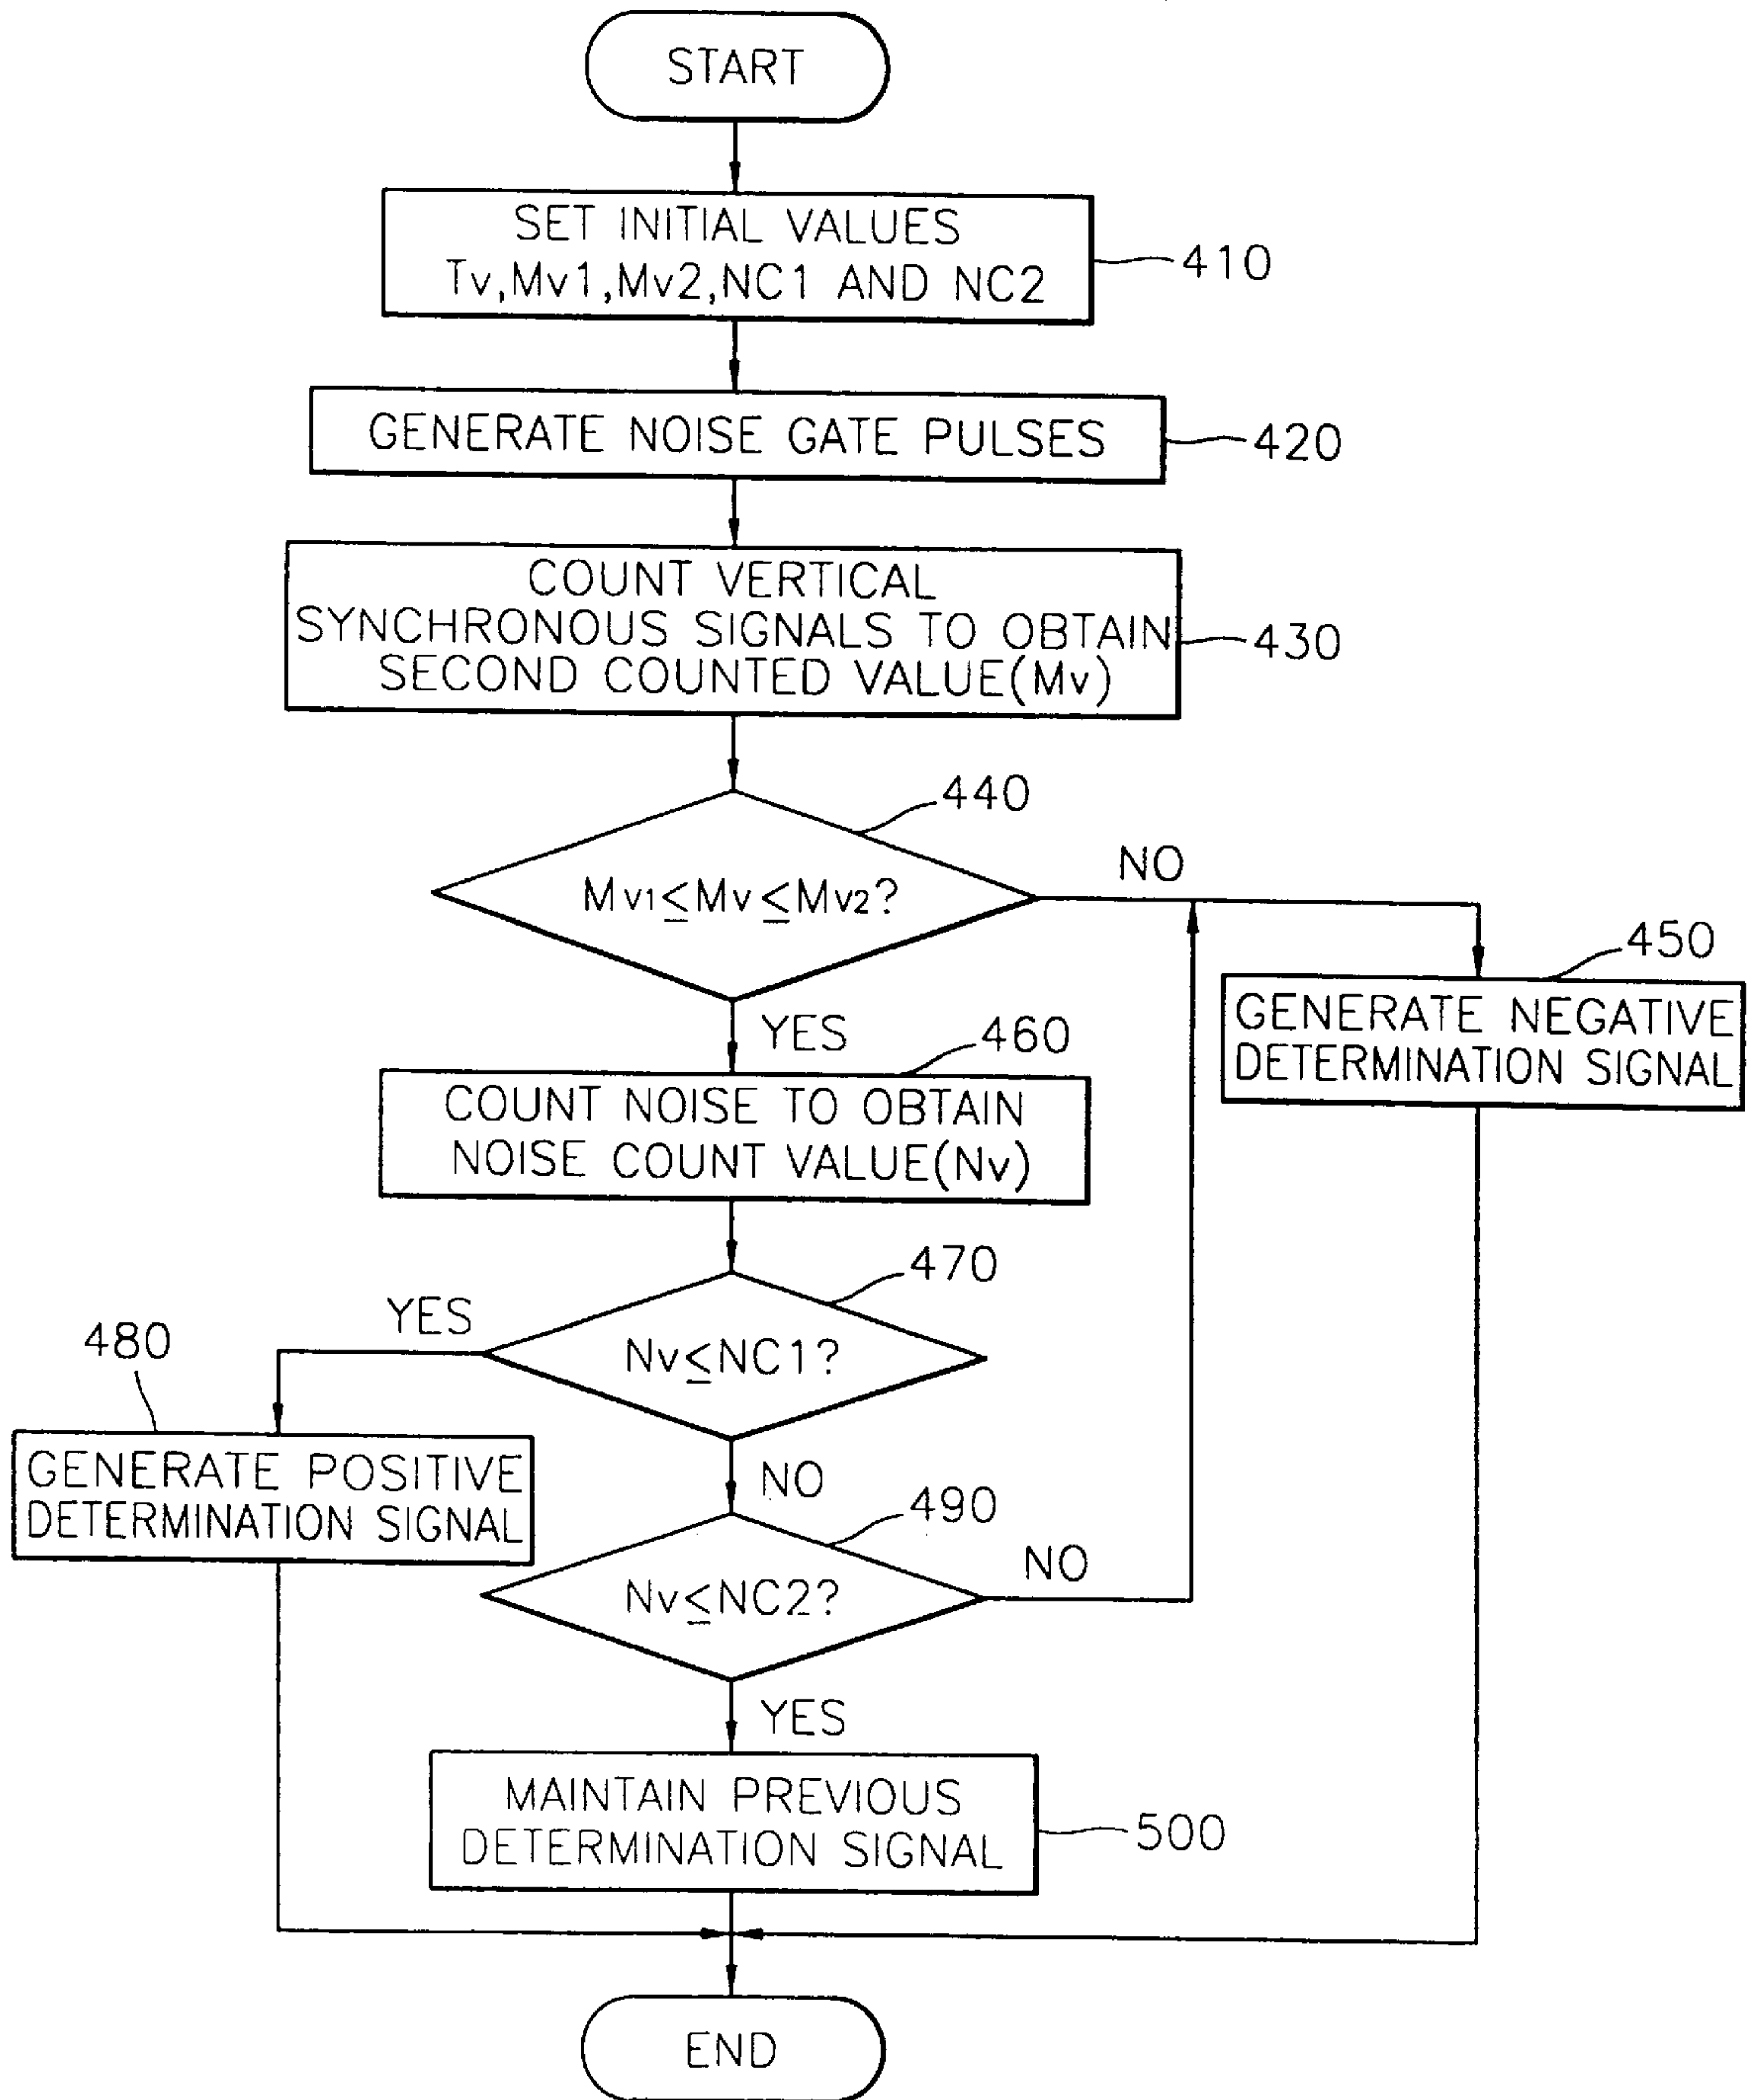 START
SET INITIAL VALUES
Tv,Mv1,Mv2,NC1 AND NC2
410
GENERATE NOISE GATE PULSES
420
COUNT VERTICAL
SYNCHRONOUS SIGNALS TO OBTAIN
SECOND COUNTED VALUE(Mv)
430
440
Mv1≤Mv≤Mv2?
NO
450
GENERATE NEGATIVE
DETERMINATION SIGNAL
YES
460
COUNT NOISE TO OBTAIN
NOISE COUNT VALUE(Nv)
470
YES
Nv≤NC1?
480
GENERATE POSITIVE
DETERMINATION SIGNAL
NO
490
Nv≤NC2?
NO
YES
MAINTAIN PREVIOUS
DETERMINATION SIGNAL
500
END